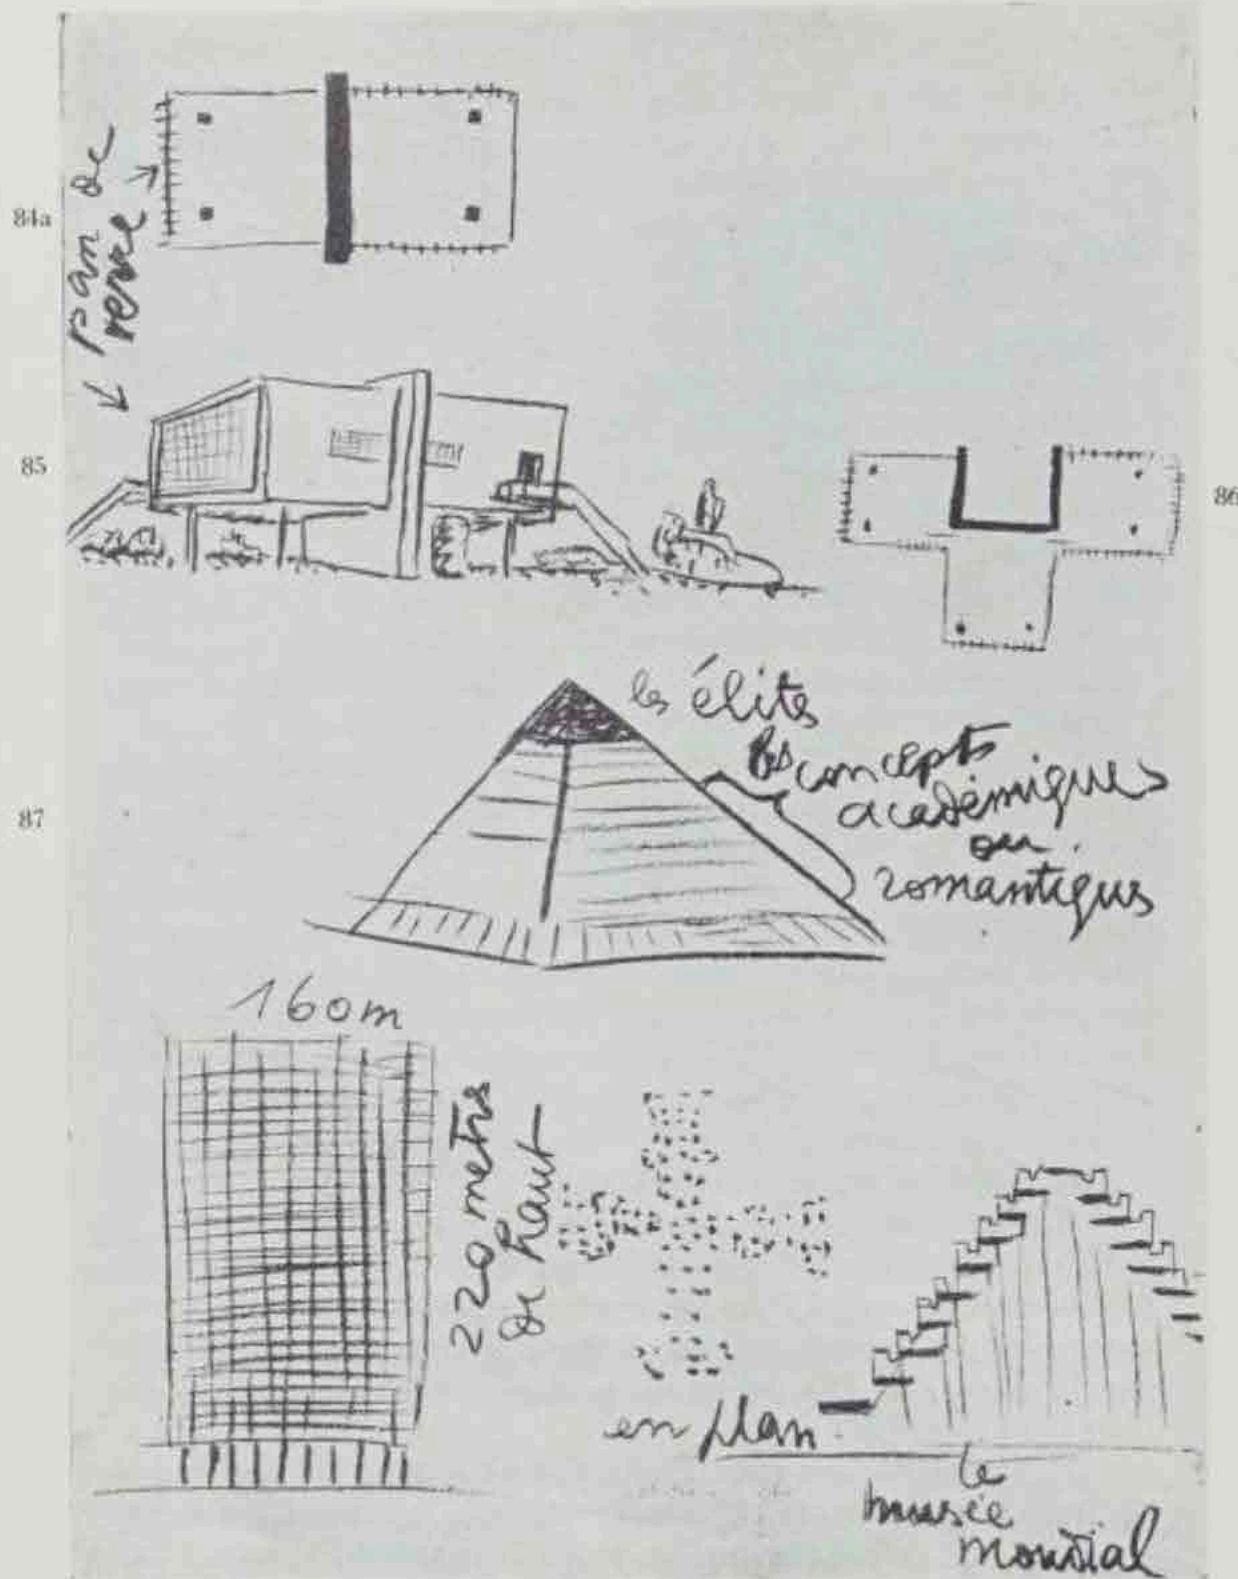 84a
pan de
verre
85
86
les élites
les concepts
académiques
ou
romantiques
87
160m
220 metres
de haut
en plan
le
musée
mondial